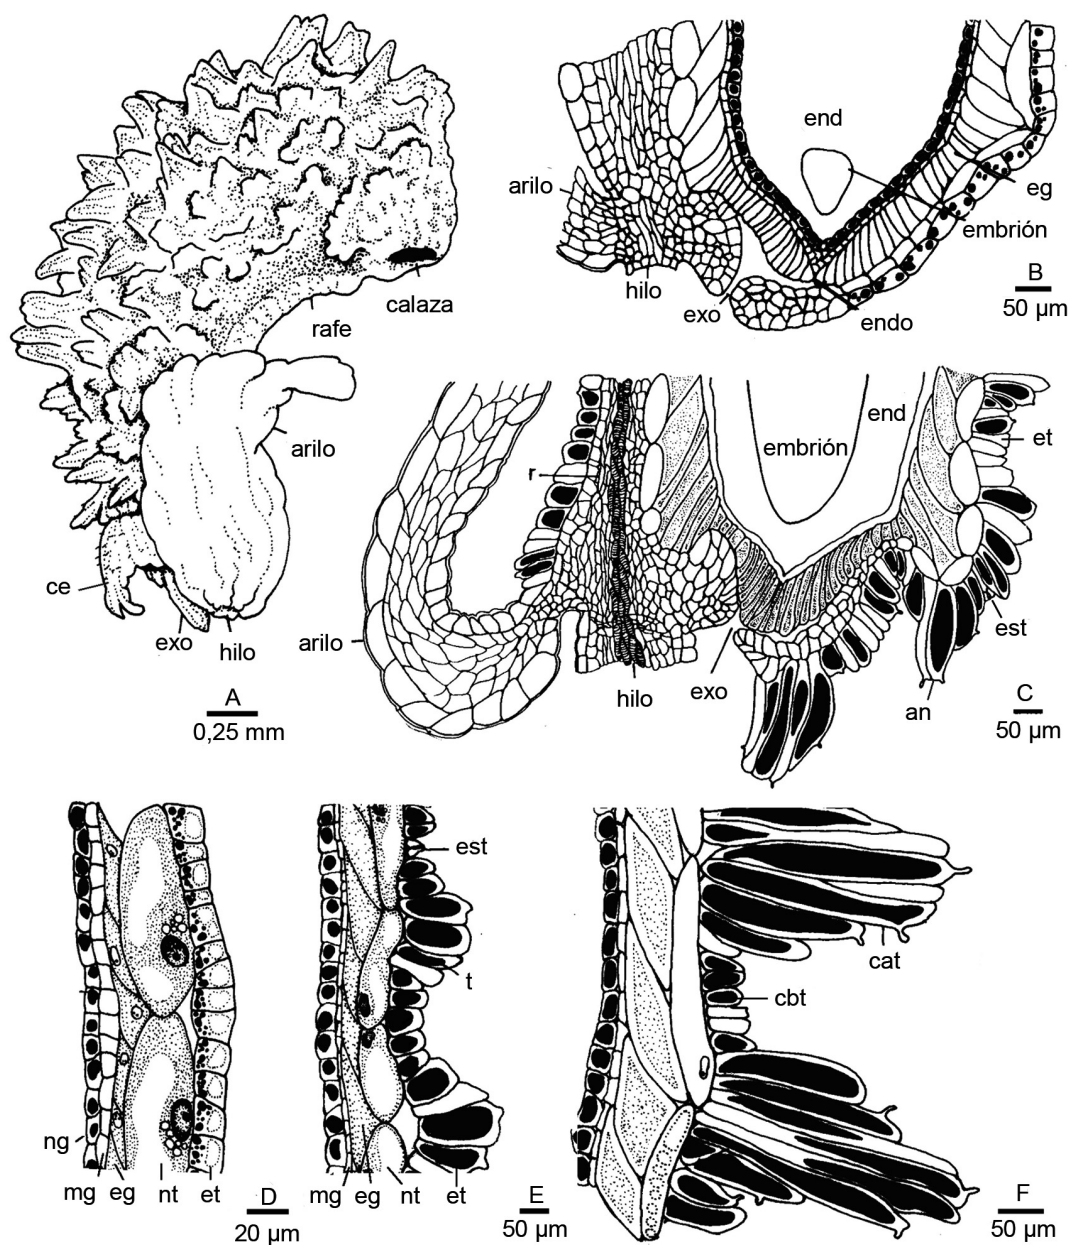 calaza
rafe
arilo
ce
exo
hilo
A
0,25 mm
end
arilo
eg
embrión
hilo
exo
endo
B
50 µm
end
embrión
et
r
est
arilo
hilo
exo
an
C
50 µm
ng
mg
eg
nt
et
D
20 µm
est
t
mg
eg
nt
et
E
50 µm
cat
cbt
F
50 µm